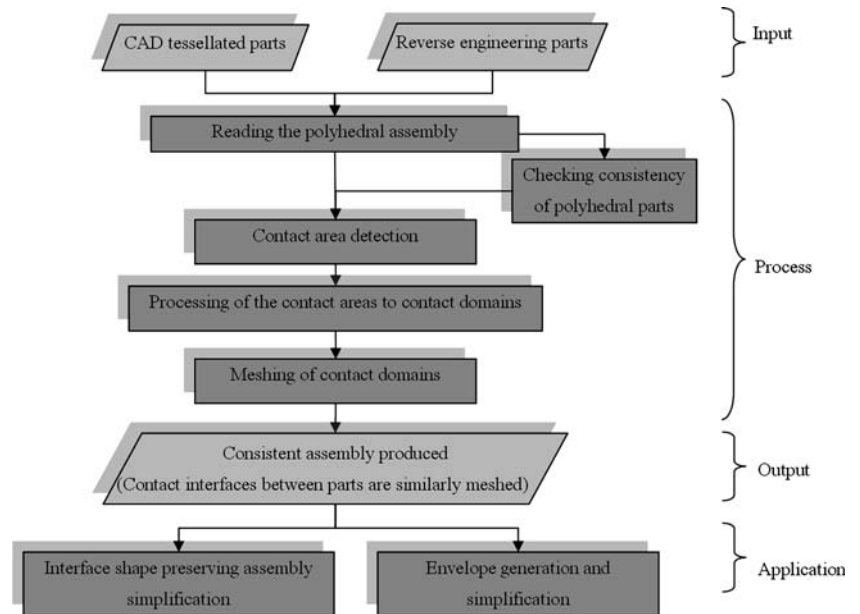 CAD tessellated parts
Reverse engineering parts
Input
Reading the polyhedral assembly
Checking consistency
of polyhedral parts
Contact area detection
Process
Processing of the contact areas to contact domains
Meshing of contact domains
Consistent assembly produced
(Contact interfaces between parts are similarly meshed)
Output
Interface shape preserving assembly
simplification
Envelope generation and
simplification
Application